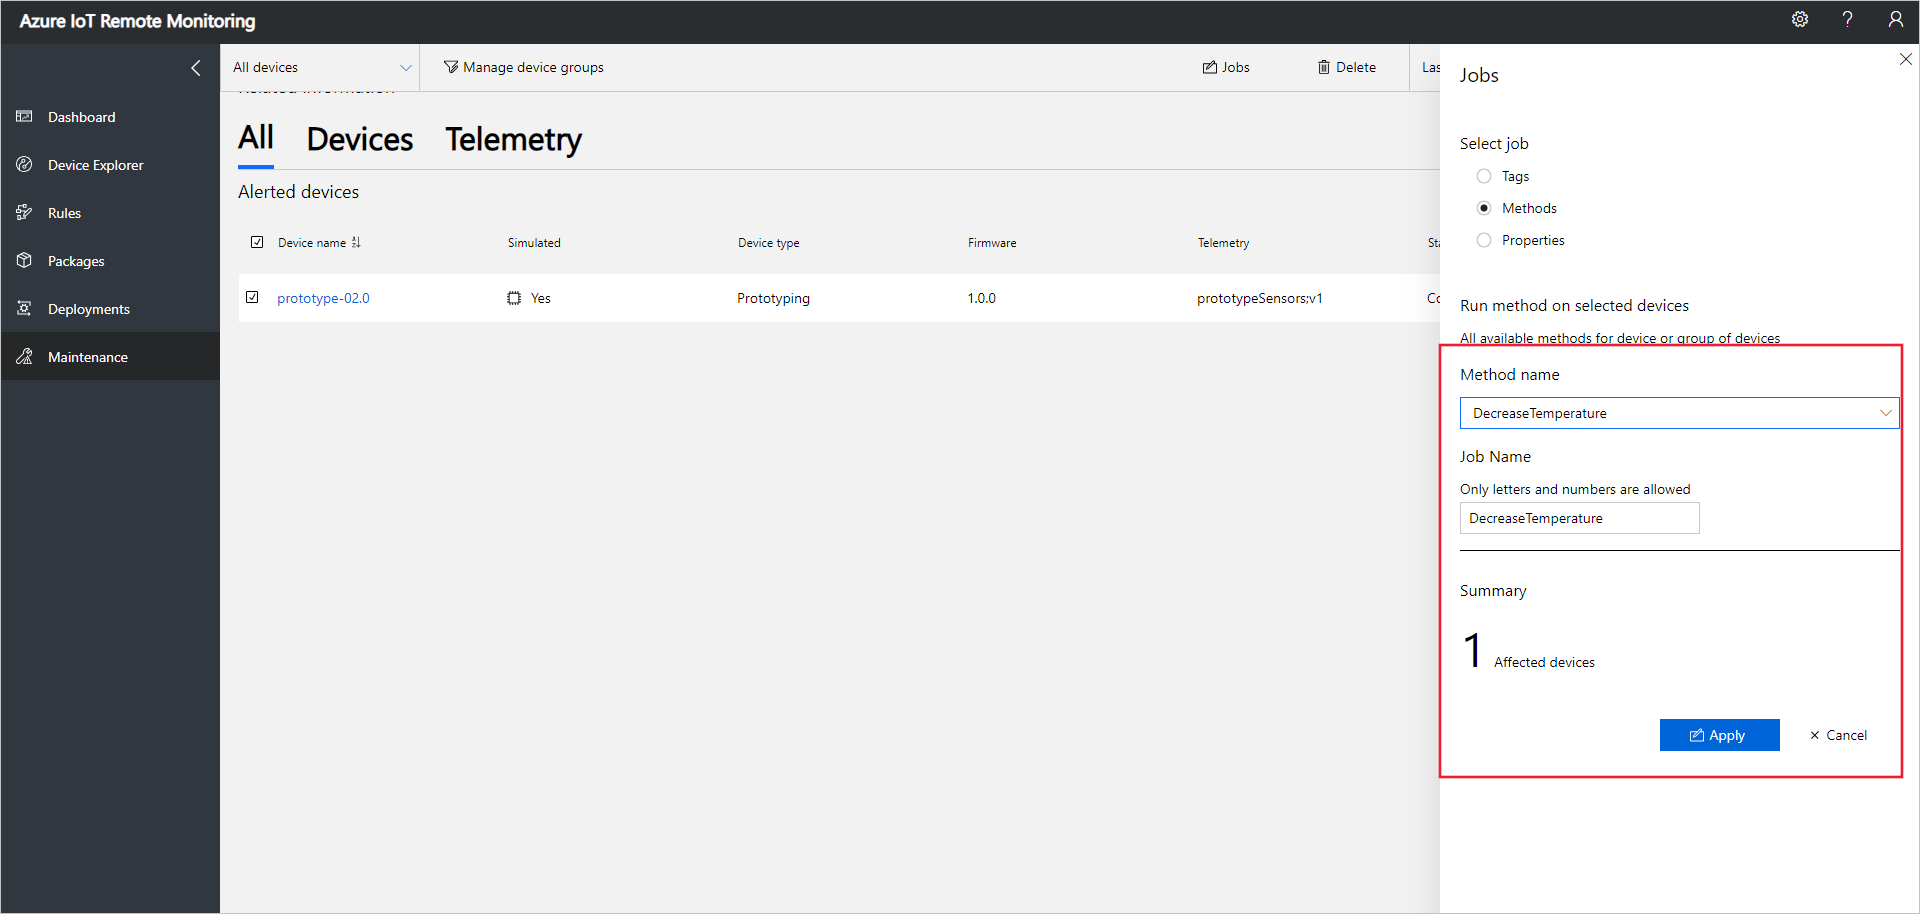 Azure IoT Remote Monitoring
?
All devices
Manage device groups
Jobs
Delete
Dashboard
Device Explorer
Rules
Packages
Deployments
Maintenance
All Devices Telemetry
Alerted devices
Device name Simulated Device type Firmware Telemetry
prototype-02.0 Yes Prototyping 1.0.0 prototypeSensors;v1
Jobs
Select job
Tags
Methods
Properties
Run method on selected devices
All available methods for device or group of devices
Method name
DecreaseTemperature
Job Name
Only letters and numbers are allowed
DecreaseTemperature
Summary
1 Affected devices
Apply
Cancel